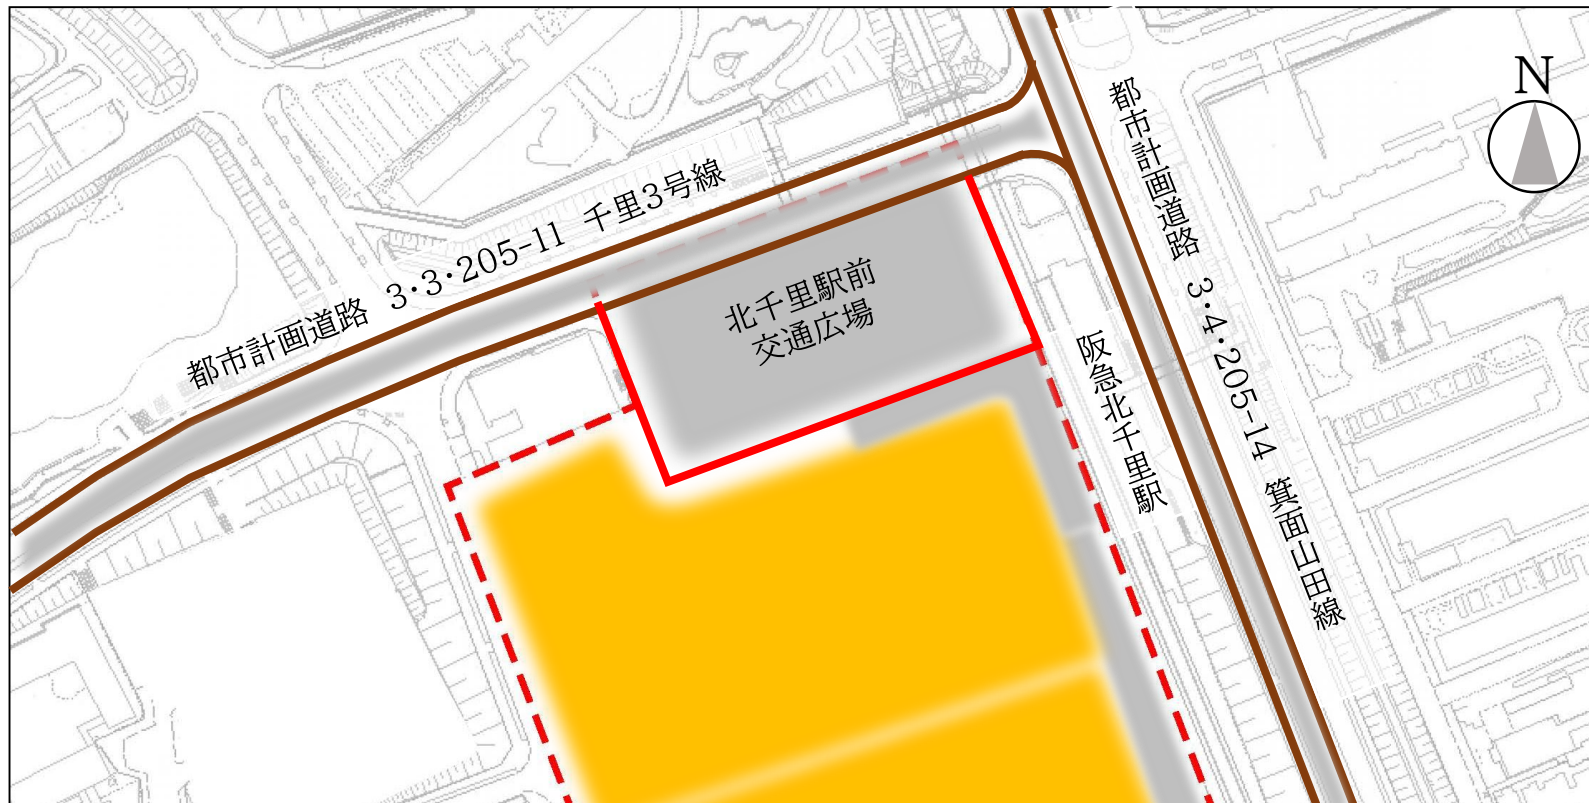 N
都市計画道路 3・3・205-11 千里3号線
都市計画道路 3・4・205-14 箕面山田線
北千里駅前
交通広場
阪急北千里駅